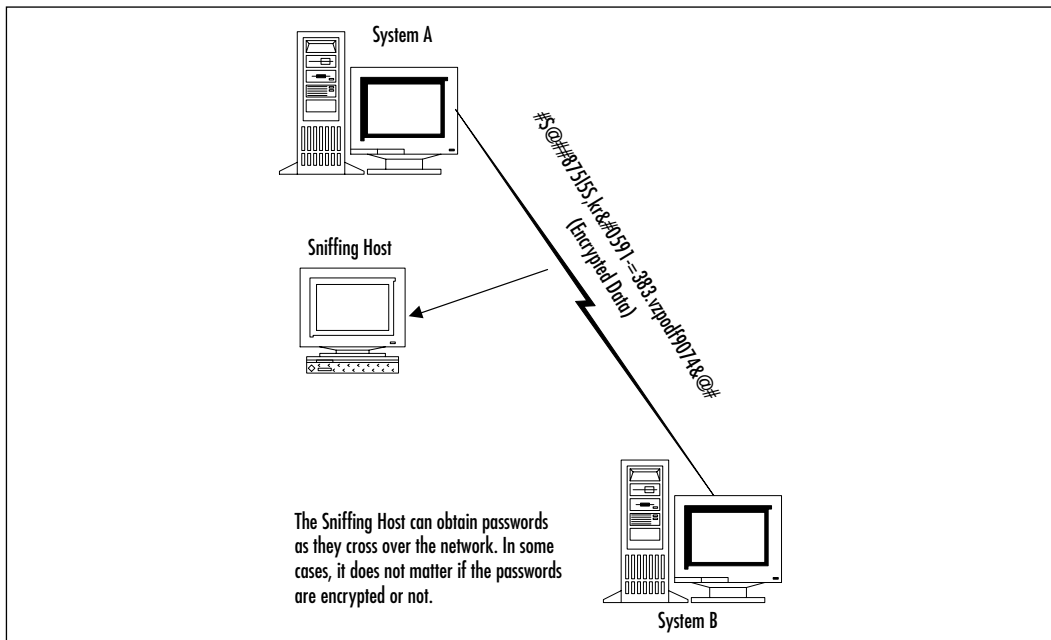 System A
#S@##875I5S,kr&#0591-=383.vzpodf9074&@#
(Encrypted Data)
Sniffing Host
The Sniffing Host can obtain passwords
as they cross over the network. In some
cases, it does not matter if the passwords
are encrypted or not.
System B